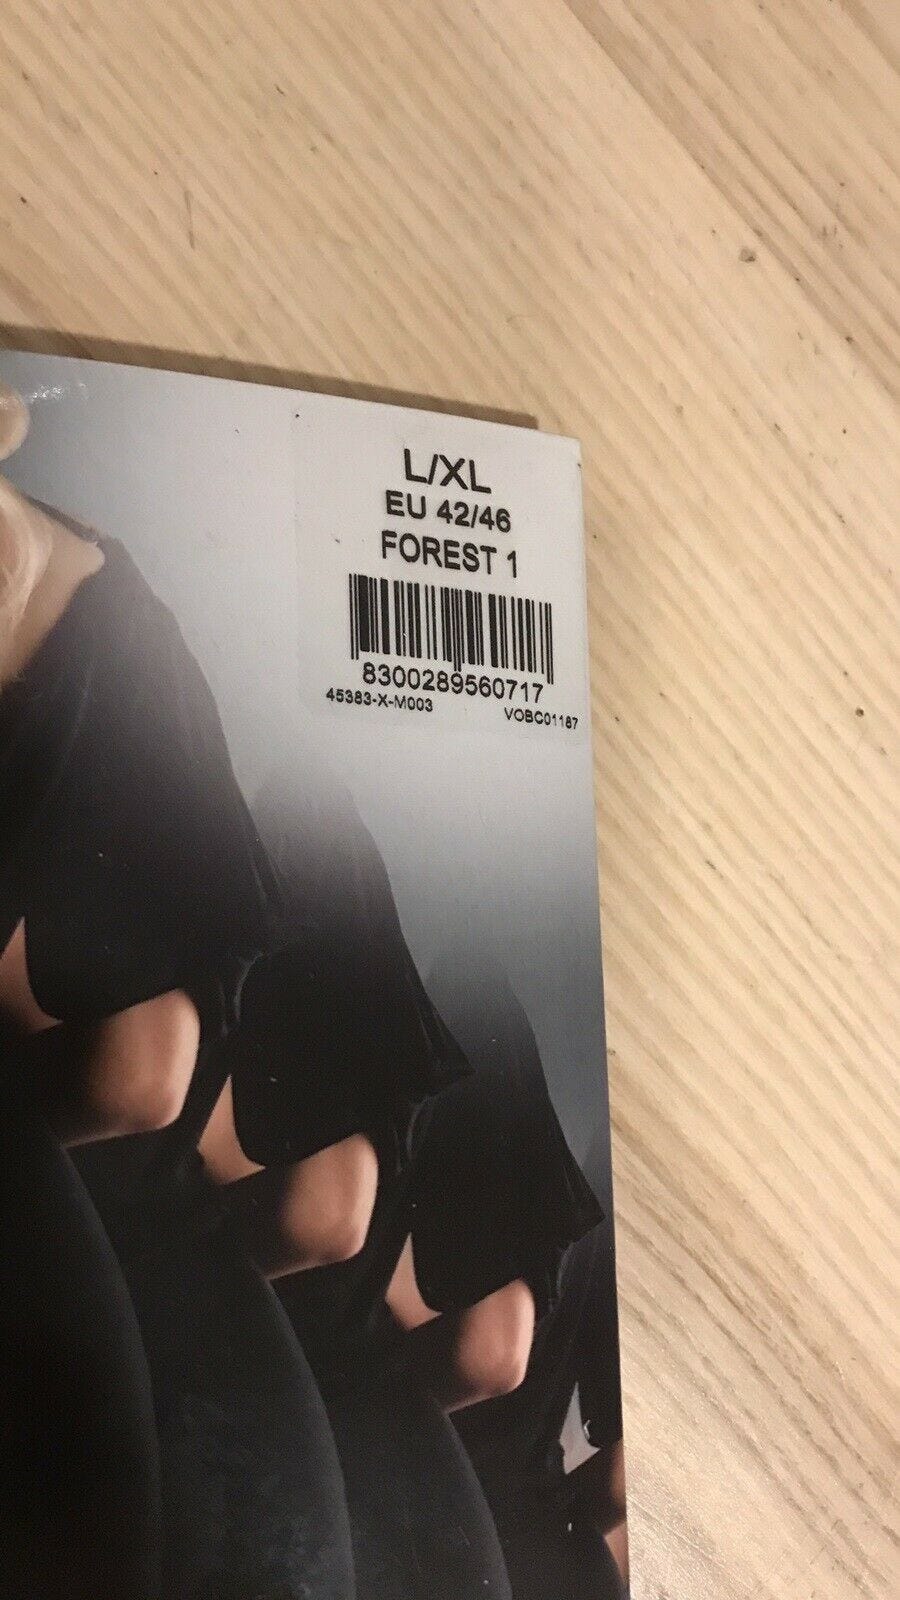 L/XL
EU 42/46
FOREST 1
8300289560717
45383-X-M003
VOBC01187